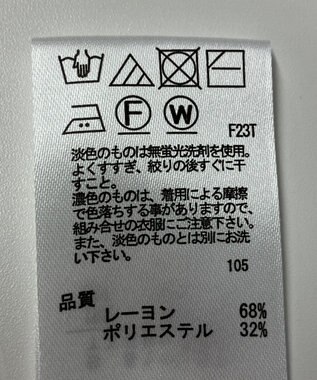 F W F23T
淡色のものは無蛍光洗剤を使用。
よくすすぎ、絞りの後すぐに干
すこと。
濃色のものは、着用による摩擦
で色落ちする事がありますので、
組み合せの衣服にご注意下さい。
また、淡色のものとは別にお洗
い下さい。
105
品質
レーヨン 68%
ポリエステル 32%